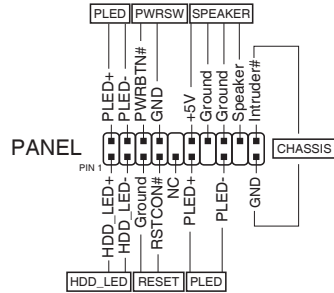 PLED PWRSW SPEAKER
PLED+
PLED-
PWRBTN#
GND
+5V
Ground
Ground
Speaker
Intruder#
PANEL
PIN 1
CHASSIS
HDD_LED+
HDD_LED-
Ground
RSTCON#
NC
PLED+
PLED-
GND
HDD_LED RESET PLED